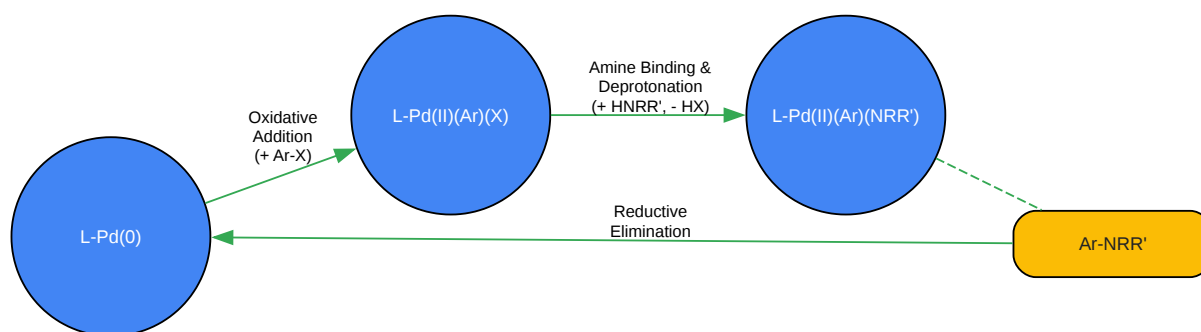 L-Pd(0)
Oxidative
Addition
(+ Ar-X)
L-Pd(II)(Ar)(X)
Amine Binding &
Deprotonation
(+ HNRR', - HX)
L-Pd(II)(Ar)(NRR')
Reductive
Elimination
Ar-NRR'